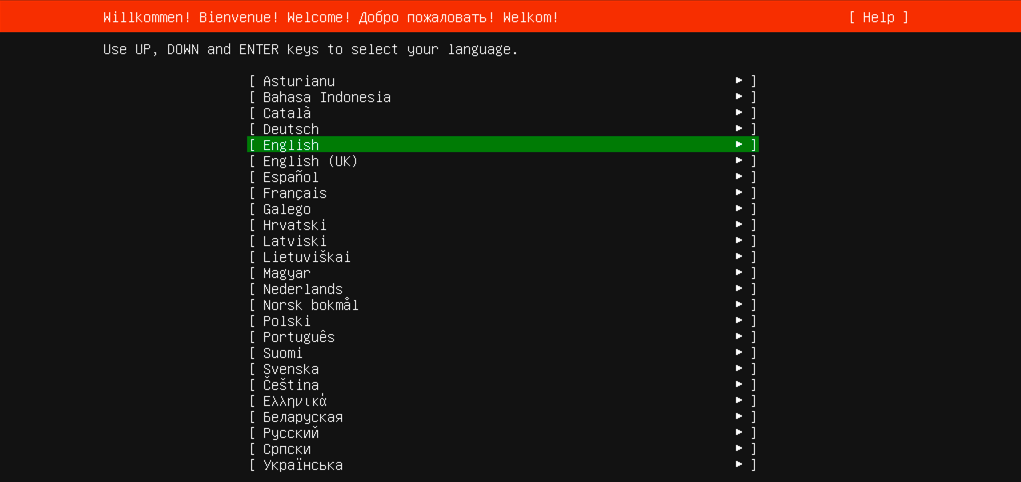 Willkommen! Bienvenue! Welcome! Добро пожаловать! Welkom! [ Help ]
Use UP, DOWN and ENTER keys to select your language.
[ Asturianu ► ]
[ Bahasa Indonesia ► ]
[ Català ► ]
[ Deutsch ► ]
[ English ► ]
[ English (UK) ► ]
[ Español ► ]
[ Français ► ]
[ Galego ► ]
[ Hrvatski ► ]
[ Latviski ► ]
[ Lietuviškai ► ]
[ Magyar ► ]
[ Nederlands ► ]
[ Norsk bokmål ► ]
[ Polski ► ]
[ Português ► ]
[ Suomi ► ]
[ Svenska ► ]
[ Čeština ► ]
[ Ελληνικά ► ]
[ Беларуская ► ]
[ Русский ► ]
[ Српски ► ]
[ Українська ► ]